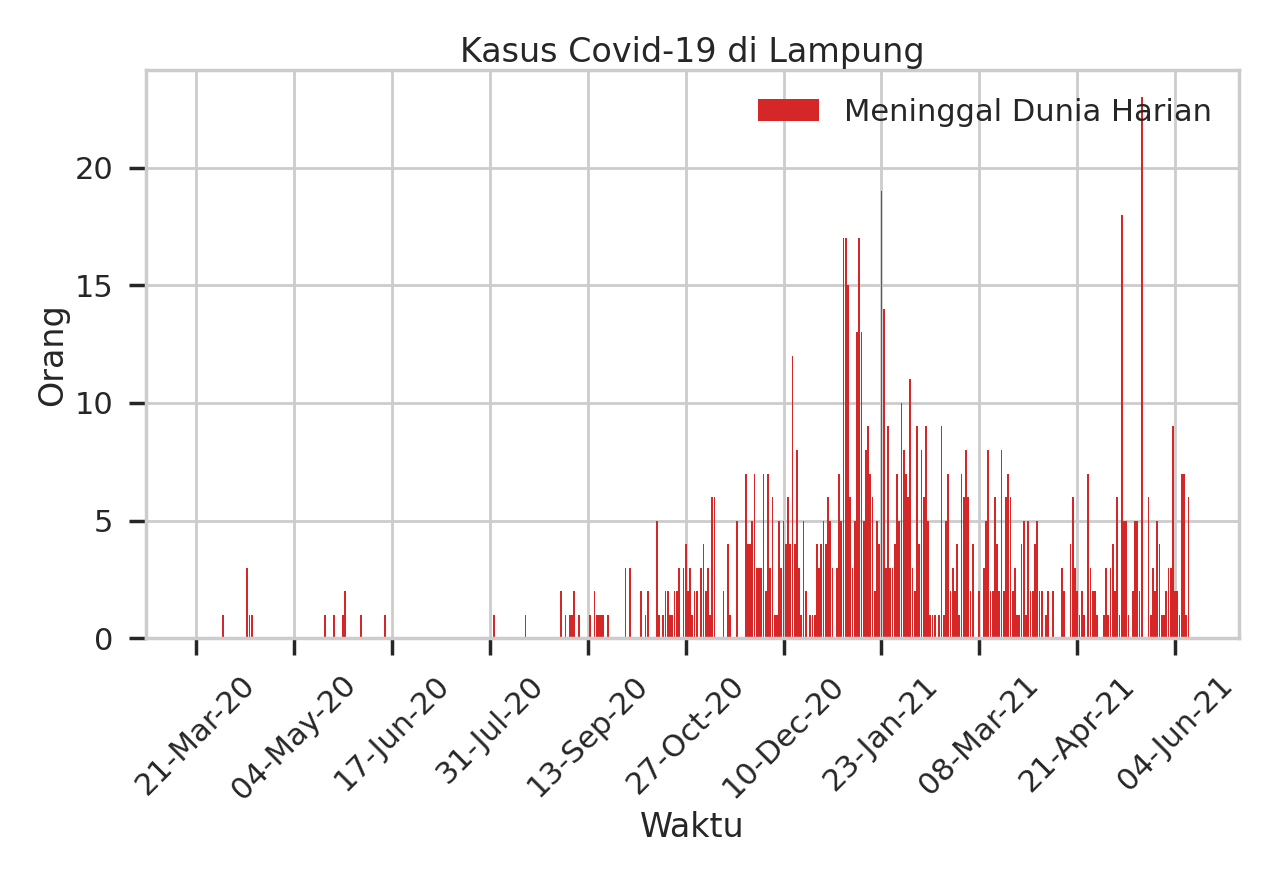 Kasus Covid-19 di Lampung
Meninggal Dunia Harian
20
15
10
5
0
Orang
21-Mar-20
04-May-20
17-Jun-20
31-Jul-20
13-Sep-20
27-Oct-20
10-Dec-20
23-Jan-21
08-Mar-21
21-Apr-21
04-Jun-21
Waktu